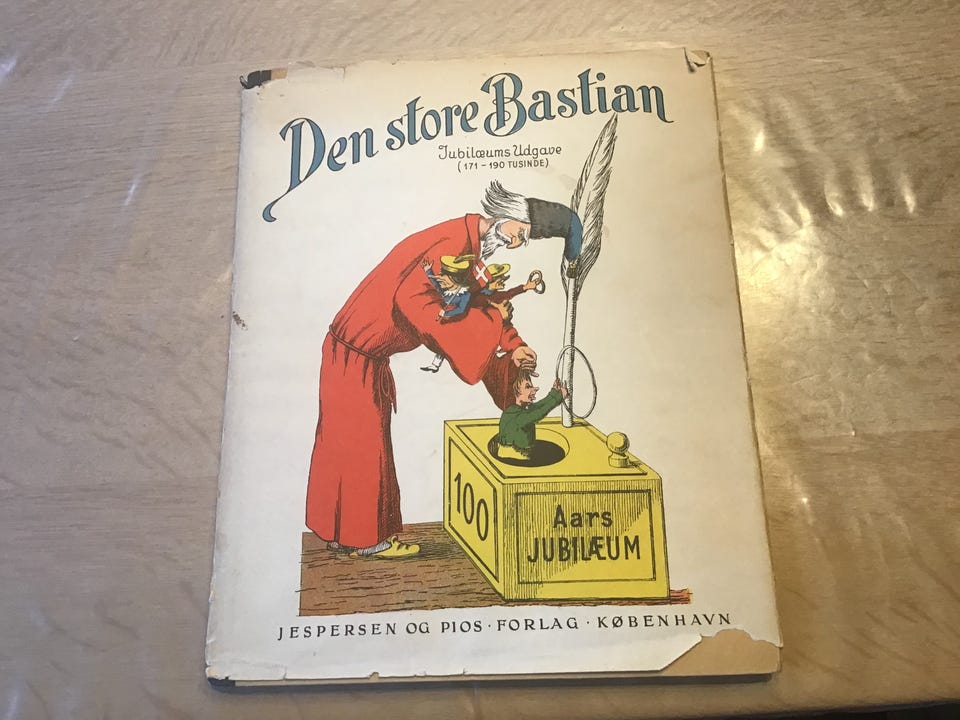 Den store Bastian
Jubilæums Udgave
(171 – 190 TUSINDE)
100
Aars
JUBILÆUM
JESPERSEN OG PIOS · FORLAG · KØBENHAVN